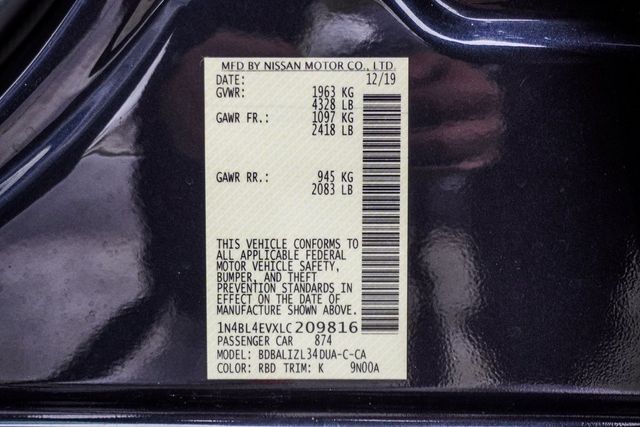 MFD BY NISSAN MOTOR CO., LTD.
DATE: 12/19
GVWR: 1963 KG
4328 LB
GAWR FR.: 1097 KG
2418 LB
GAWR RR.: 945 KG
2083 LB
THIS VEHICLE CONFORMS TO
ALL APPLICABLE FEDERAL
MOTOR VEHICLE SAFETY,
BUMPER, AND THEFT
PREVENTION STANDARDS IN
EFFECT ON THE DATE OF
MANUFACTURE SHOWN ABOVE.
1N4BL4EVXLC209816
PASSENGER CAR 874
MODEL: BDBALIZL34DUA-C-CA
COLOR: RBD TRIM: K 9N00A